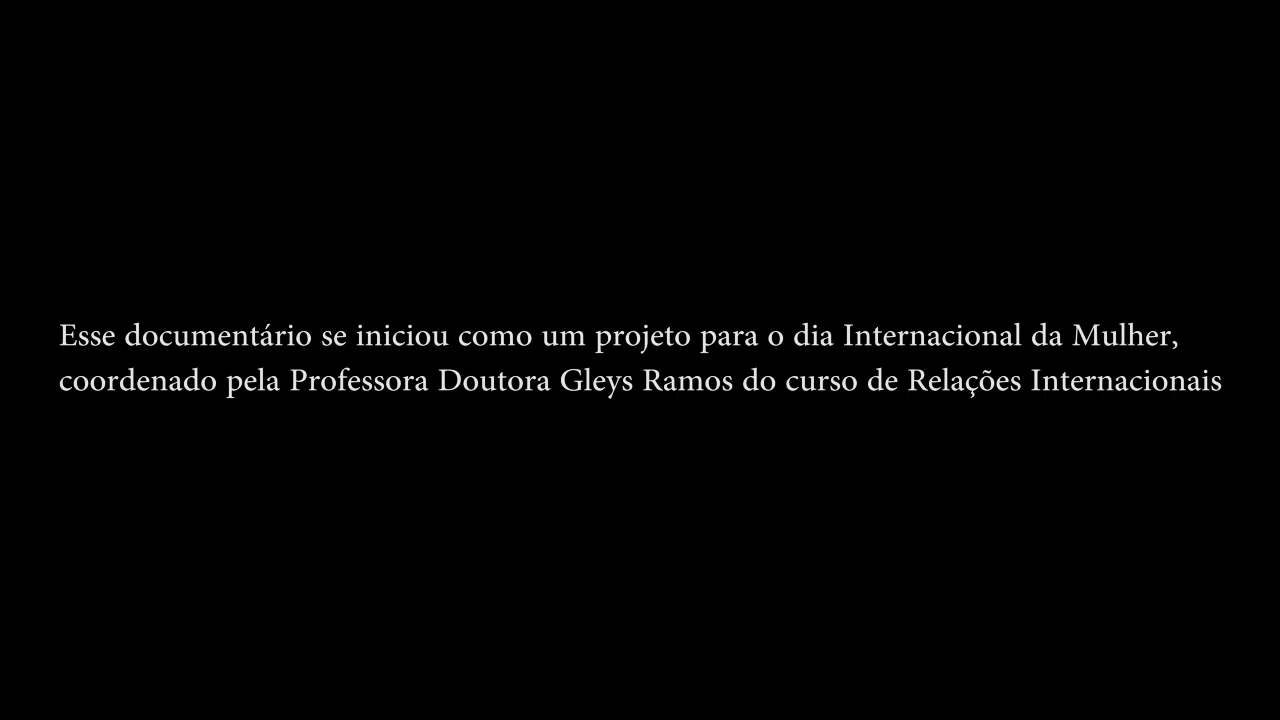 Esse documentário se iniciou como um projeto para o dia Internacional da Mulher,
coordenado pela Professora Doutora Gleys Ramos do curso de Relações Internacionais